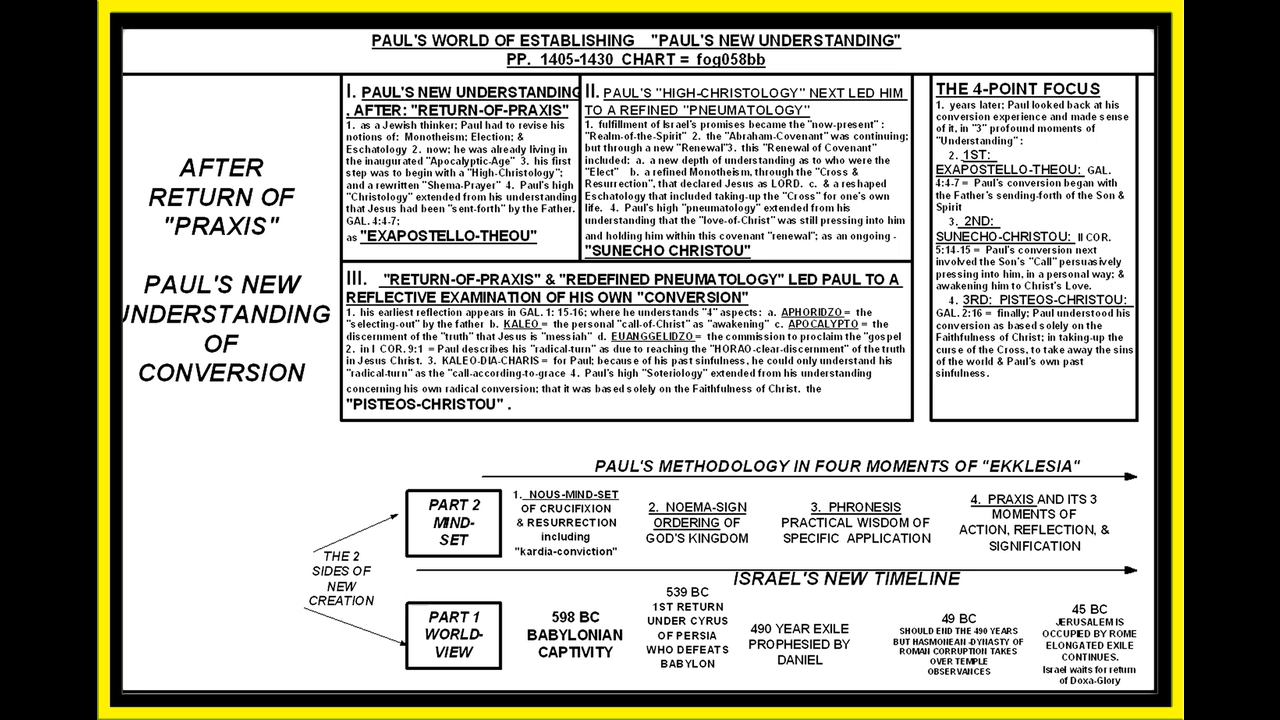 PAUL'S WORLD OF ESTABLISHING "PAUL'S NEW UNDERSTANDING"
PP. 1405-1430 CHART = fog058bb
AFTER
RETURN OF
"PRAXIS"
PAUL'S NEW
UNDERSTANDING
OF
CONVERSION
I. PAUL'S NEW UNDERSTANDING
. AFTER: "RETURN-OF-PRAXIS"
1. as a Jewish thinker; Paul had to revise his
notions of: Monotheism; Election; &
Eschatology 2. now; he was already living in
the inaugurated "Apocalyptic-Age" 3. his first
step was to begin with a "High-Christology";
and a rewritten "Shema-Prayer" 4. Paul's high
"Christology" extended from his understanding
that Jesus had been "sent-forth" by the Father.
GAL. 4:4-7;
as "EXAPOSTELLO-THEOU"
II. PAUL'S "HIGH-CHRISTOLOGY" NEXT LED HIM
TO A REFINED "PNEUMATOLOGY"
1. fulfillment of Israel's promises became the "now-present" :
"Realm-of-the-Spirit" 2. the "Abraham-Covenant" was continuing;
but through a new "Renewal"3. this "Renewal of Covenant"
included: a. a new depth of understanding as to who were the
"Elect" b. a refined Monotheism, through the "Cross &
Resurrection", that declared Jesus as LORD. c. & a reshaped
Eschatology that included taking-up the "Cross" for one's own
life. 4. Paul's high "pneumatology" extended from his
understanding that the "love-of-Christ" was still pressing into him
and holding him within this covenant "renewal"; as an ongoing -
"SUNECHO CHRISTOU"
III. "RETURN-OF-PRAXIS" & "REDEFINED PNEUMATOLOGY" LED PAUL TO A
REFLECTIVE EXAMINATION OF HIS OWN "CONVERSION"
1. his earliest reflection appears in GAL. 1: 15-16; where he understands "4" aspects: a. APHORIDZO = the
"selecting-out" by the father b. KALEO = the personal "call-of-Christ" as "awakening" c. APOCALYPTO = the
discernment of the "truth" that Jesus is "messiah" d. EUANGGELIDZO = the commission to proclaim the "gospel
2. in I COR. 9:1 = Paul describes his "radical-turn" as due to reaching the "HORAO-clear-discernment" of the truth
in Jesus Christ. 3. KALEO-DIA-CHARIS = for Paul; because of his past sinfulness, he could only understand his
"radical-turn" as the "call-according-to-grace 4. Paul's high "Soteriology" extended from his understanding
concerning his own radical conversion; that it was based solely on the Faithfulness of Christ. the
"PISTEOS-CHRISTOU" .
THE 4-POINT FOCUS
1. years later; Paul looked back at his
conversion experience and made sense
of it, in "3" profound moments of
"Understanding" :
2. 1ST:
EXAPOSTELLO-THEOU: GAL.
4:4-7 = Paul's conversion began with
the Father's sending-forth of the Son &
Spirit
3. 2ND:
SUNECHO-CHRISTOU: II COR.
5:14-15 = Paul's conversion next
involved the Son's "Call" persuasively
pressing into him, in a personal way; &
awakening him to Christ's Love.
4. 3RD: PISTEOS-CHRISTOU:
GAL. 2:16 = finally; Paul understood his
conversion as based solely on the
Faithfulness of Christ; in taking-up the
curse of the Cross, to take away the sins
of the world & Paul's own past
sinfulness.
PAUL'S METHODOLOGY IN FOUR MOMENTS OF "EKKLESIA"
PART 2
MIND-
SET
1. NOUS-MIND-SET
OF CRUCIFIXION
& RESURRECTION
including
"kardia-conviction"
2. NOEMA-SIGN
ORDERING OF
GOD'S KINGDOM
3. PHRONESIS
PRACTICAL WISDOM OF
SPECIFIC APPLICATION
4. PRAXIS AND ITS 3
MOMENTS OF
ACTION, REFLECTION, &
SIGNIFICATION
THE 2
SIDES OF
NEW
CREATION
ISRAEL'S NEW TIMELINE
PART 1
WORLD-
VIEW
598 BC
BABYLONIAN
CAPTIVITY
539 BC
1ST RETURN
UNDER CYRUS
OF PERSIA
WHO DEFEATS
BABYLON
490 YEAR EXILE
PROPHESIED BY
DANIEL
49 BC
SHOULD END THE 490 YEARS
BUT HASMONEAN-DYNASTY OF
ROMAN CORRUPTION TAKES
OVER TEMPLE
OBSERVANCES
45 BC
JERUSALEM IS
OCCUPIED BY ROME
ELONGATED EXILE
CONTINUES.
Israel waits for return
of Doxa-Glory